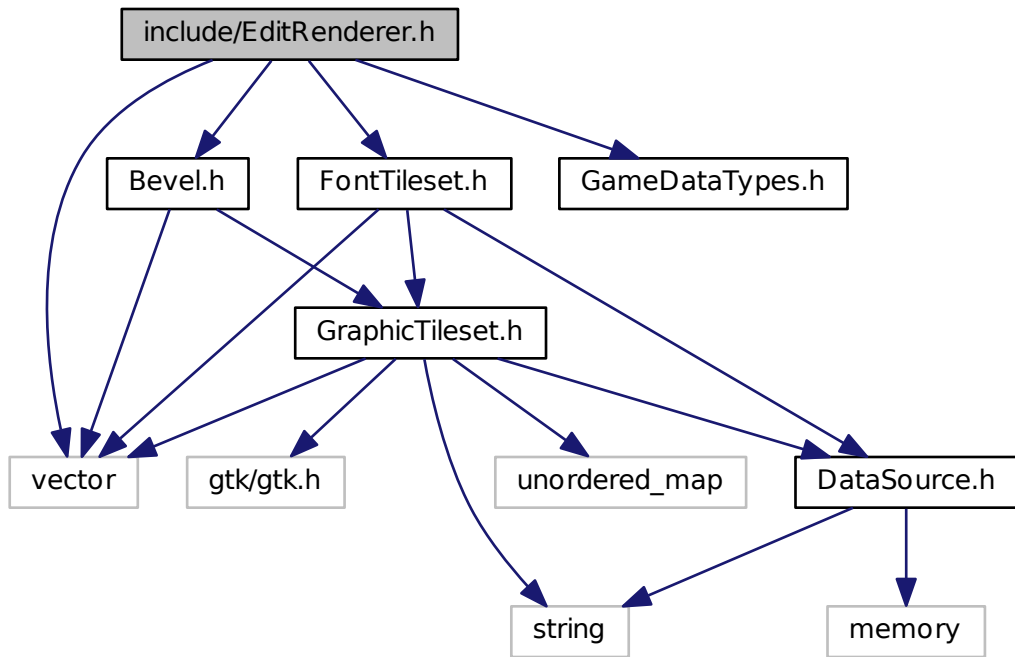 include/EditRenderer.h
Bevel.h
FontTileset.h
GameDataTypes.h
GraphicTileset.h
vector
gtk/gtk.h
unordered_map
DataSource.h
string
memory